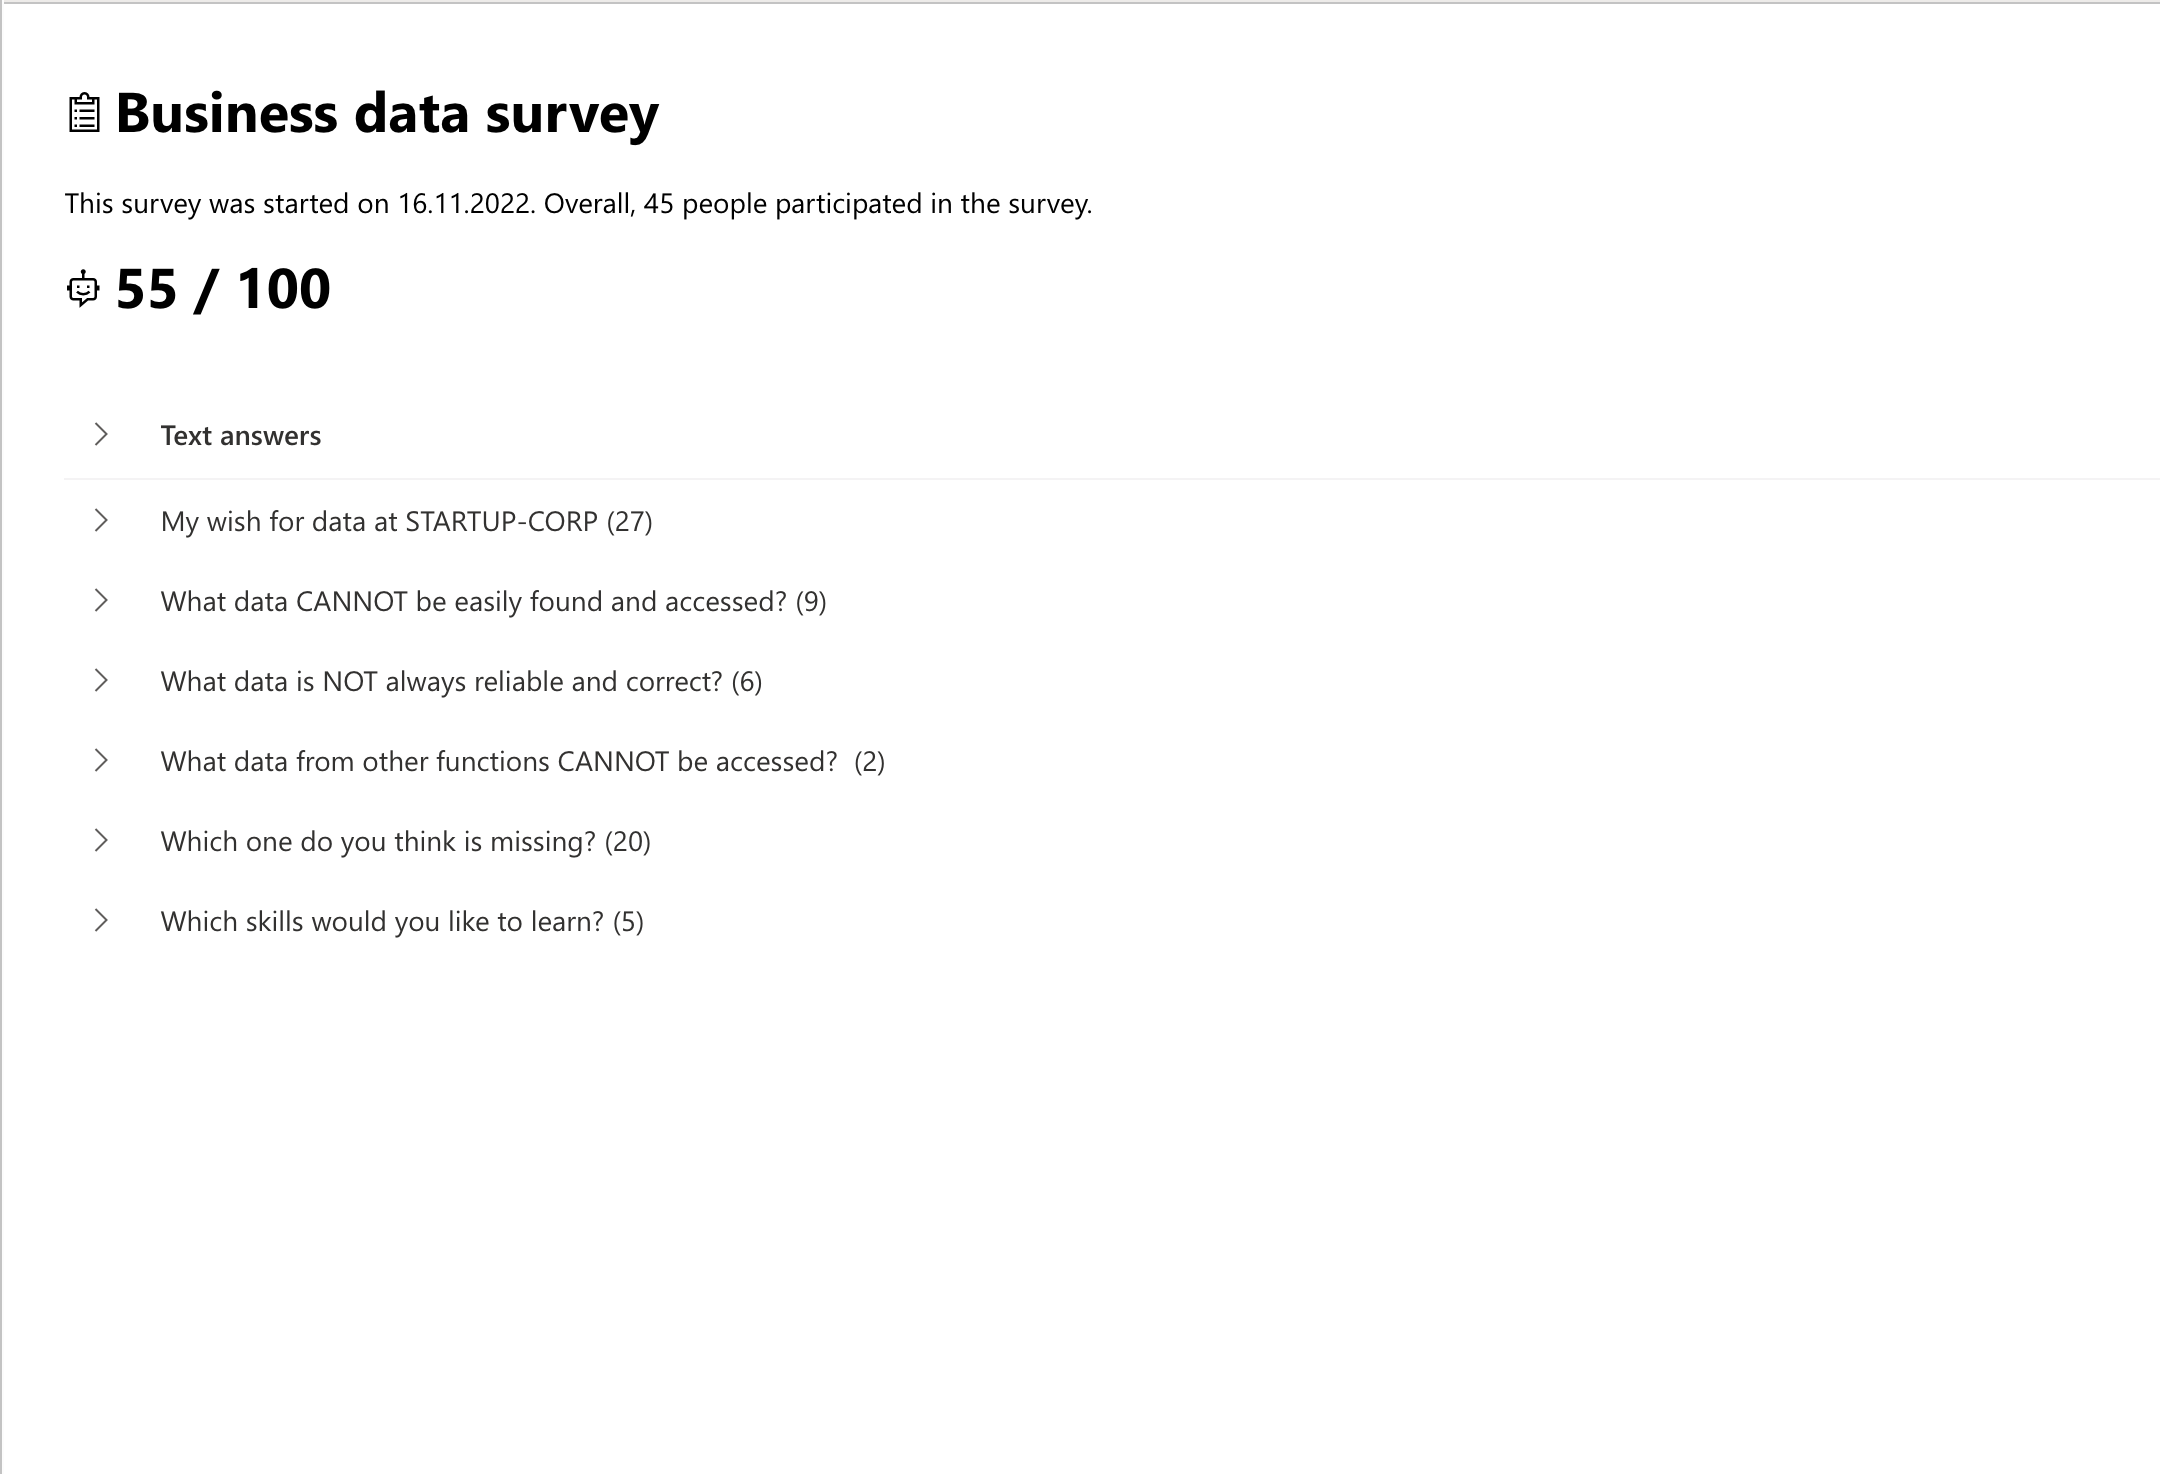 Business data survey
This survey was started on 16.11.2022. Overall, 45 people participated in the survey.
55 / 100
Text answers
My wish for data at STARTUP-CORP (27)
What data CANNOT be easily found and accessed? (9)
What data is NOT always reliable and correct? (6)
What data from other functions CANNOT be accessed?  (2)
Which one do you think is missing? (20)
Which skills would you like to learn? (5)